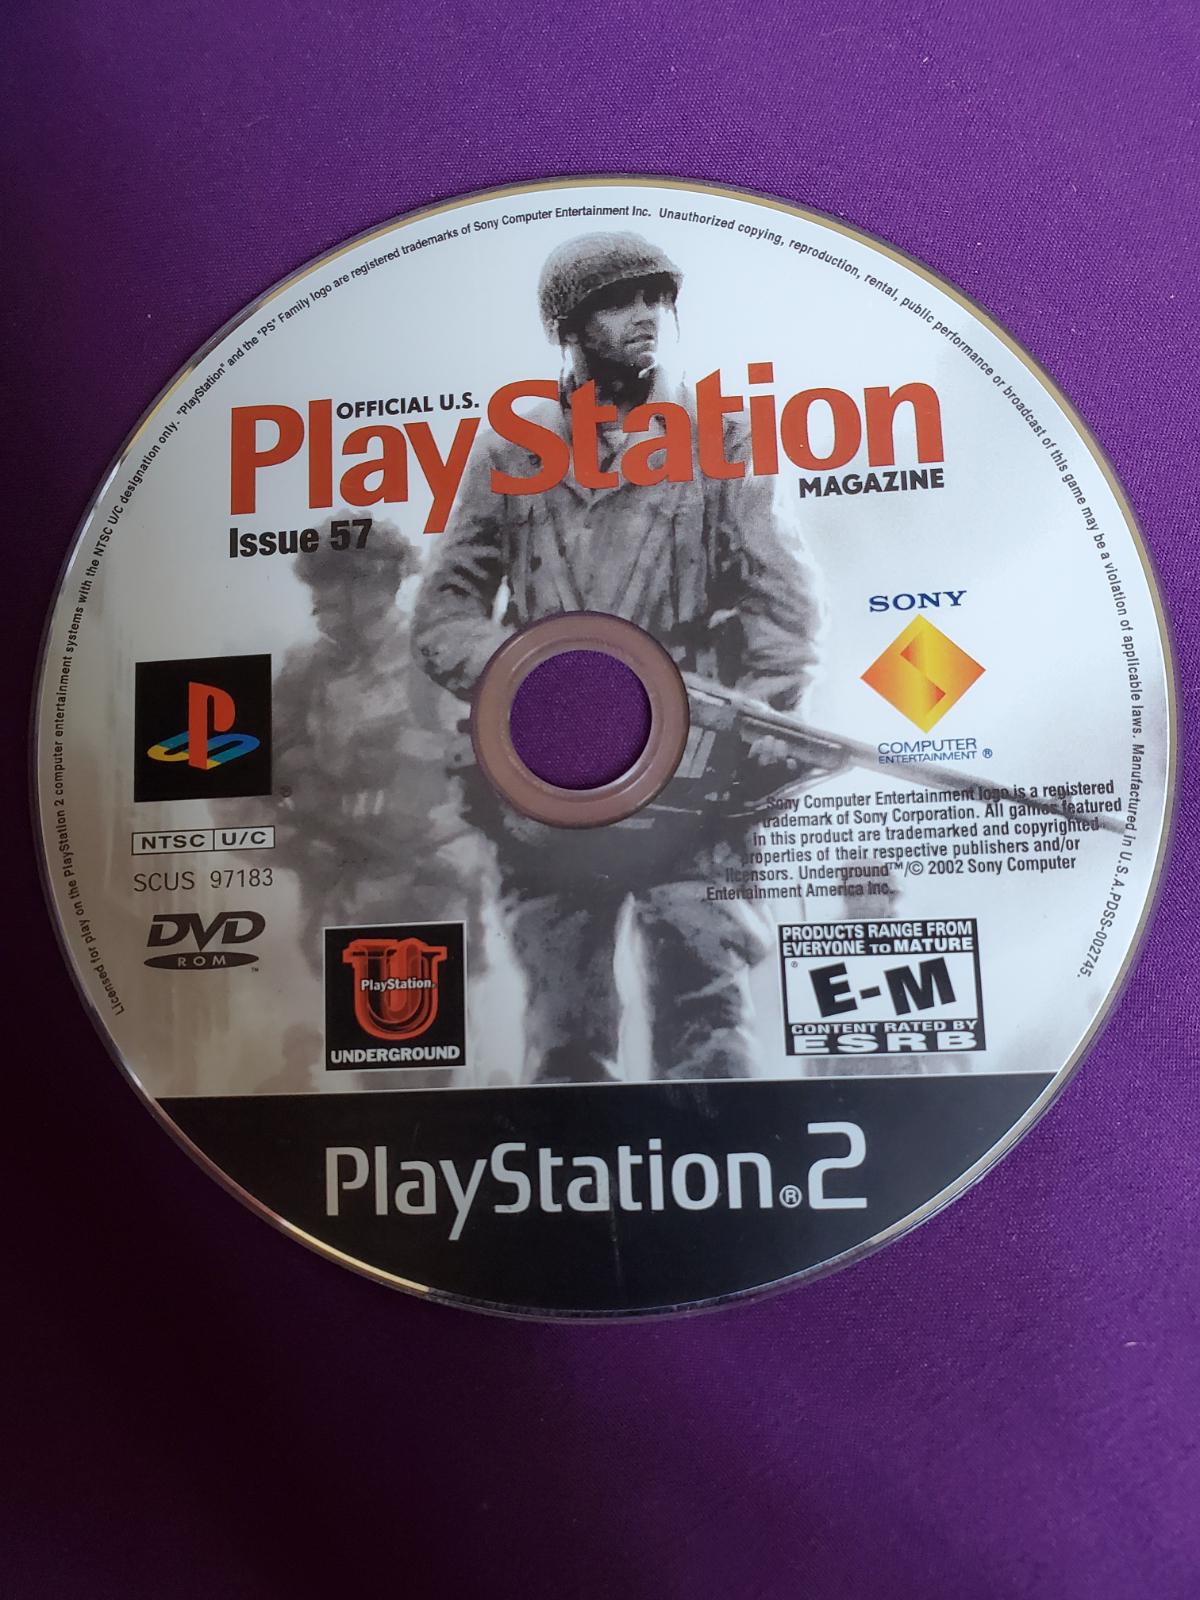 Licensed for play on the PlayStation 2 computer entertainment systems with the NTSC U/C designation only. "PlayStation" and the "PS" Family logo are registered trademarks of Sony Computer Entertainment Inc. Unauthorized copying, reproduction, rental, public performance or broadcast of this game may be a violation of applicable laws. Manufactured in U.S.A. PDSS-002745.
OFFICIAL U.S.
PlayStation
MAGAZINE
Issue 57
SONY
COMPUTER
ENTERTAINMENT ®
Sony Computer Entertainment logo is a registered
trademark of Sony Corporation. All games featured
in this product are trademarked and copyrighted
properties of their respective publishers and/or
licensors. Underground™/© 2002 Sony Computer
Entertainment America Inc.
®
NTSC U/C
SCUS 97183
DVD
ROM
™
PlayStation
UNDERGROUND
PRODUCTS RANGE FROM
EVERYONE TO MATURE
®
E-M
CONTENT RATED BY
ESRB
PlayStation®2